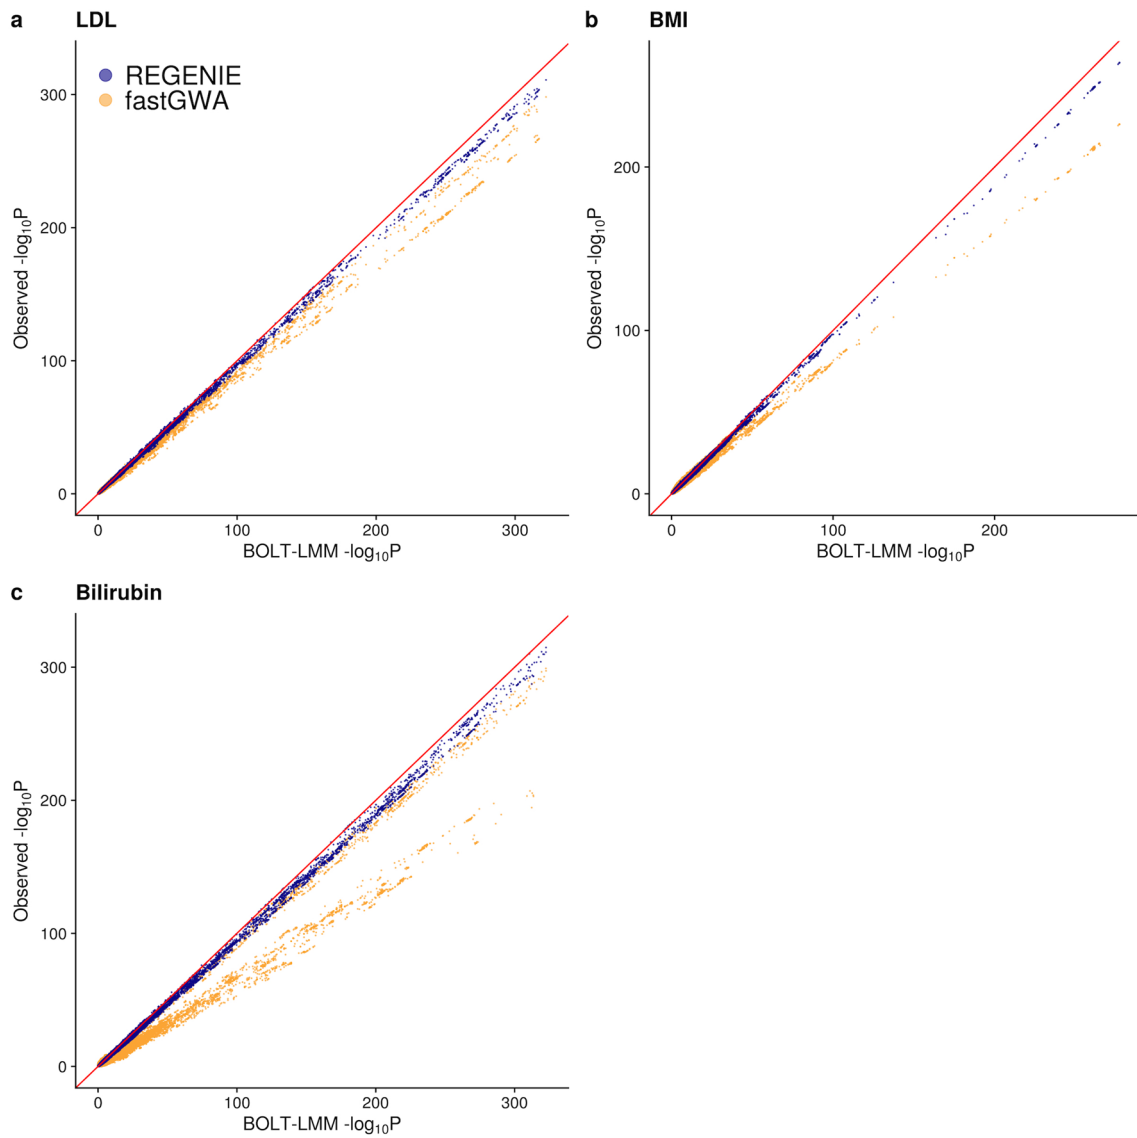 a LDL
REGENIE
fastGWA
300
200
100
0
Observed -log₁₀P
0 100 200 300
BOLT-LMM -log₁₀P
b BMI
200
100
0
Observed -log₁₀P
0 100 200
BOLT-LMM -log₁₀P
c Bilirubin
300
200
100
0
Observed -log₁₀P
0 100 200 300
BOLT-LMM -log₁₀P